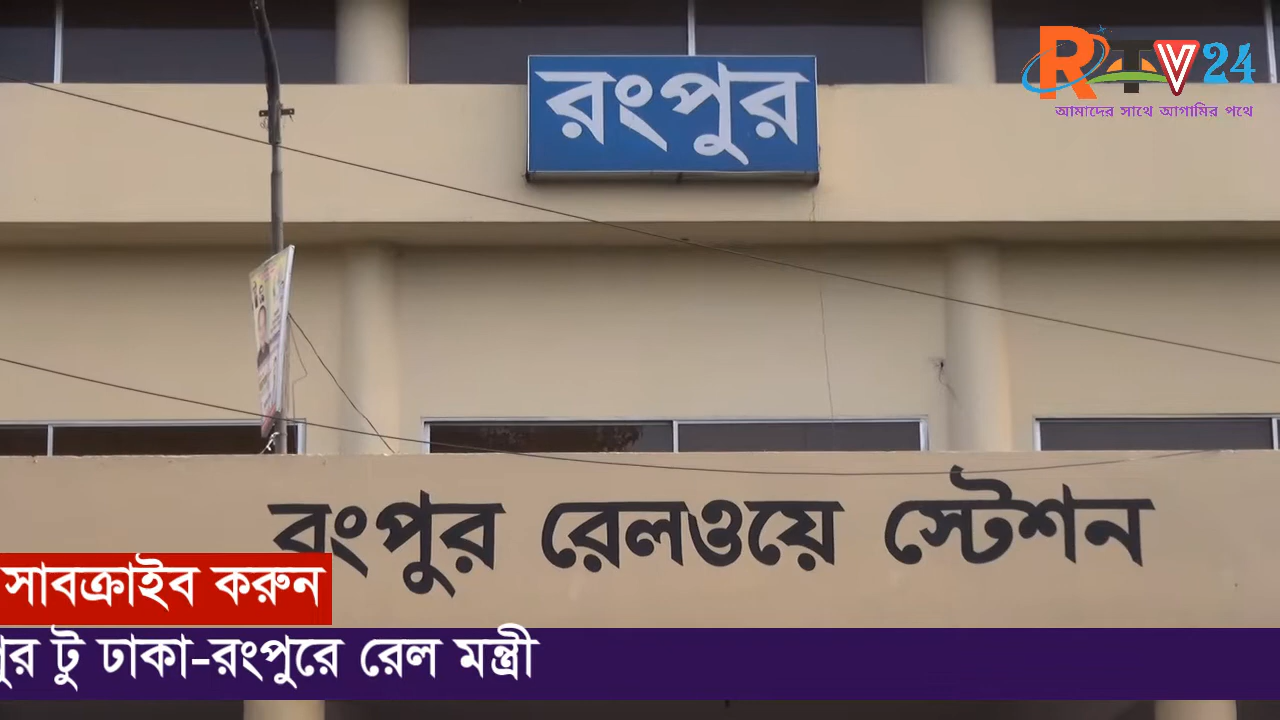 রংপুর
RTV24
আমাদের সাথে আগামির পথে
রংপুর রেলওয়ে স্টেশন
সাবক্রাইব করুন
টু ঢাকা-রংপুরে রেল মন্ত্রী